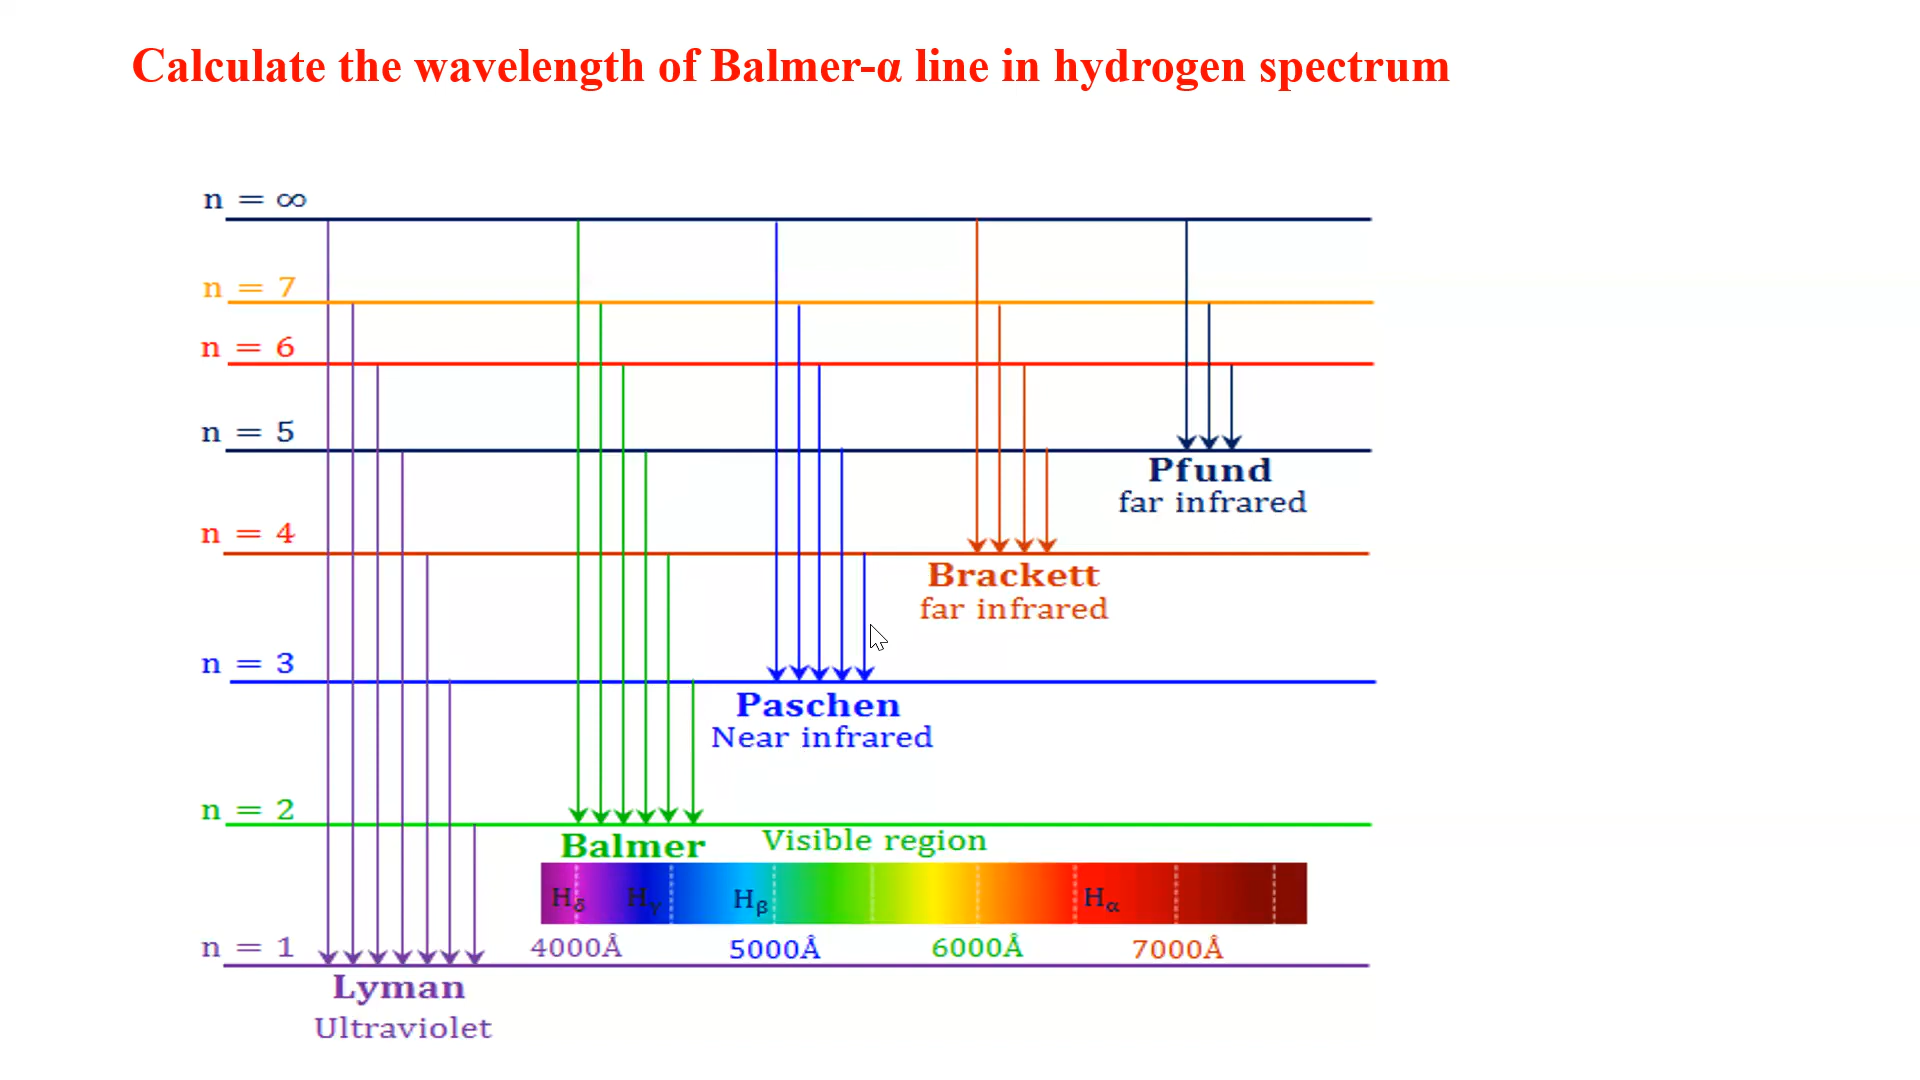 Calculate the wavelength of Balmer-α line in hydrogen spectrum
n = ∞
n = 7
n = 6
n = 5
Pfund
far infrared
n = 4
Brackett
far infrared
n = 3
Paschen
Near infrared
n = 2
Balmer Visible region
Hδ Hγ Hβ Hα
n = 1 4000Å 5000Å 6000Å 7000Å
Lyman
Ultraviolet